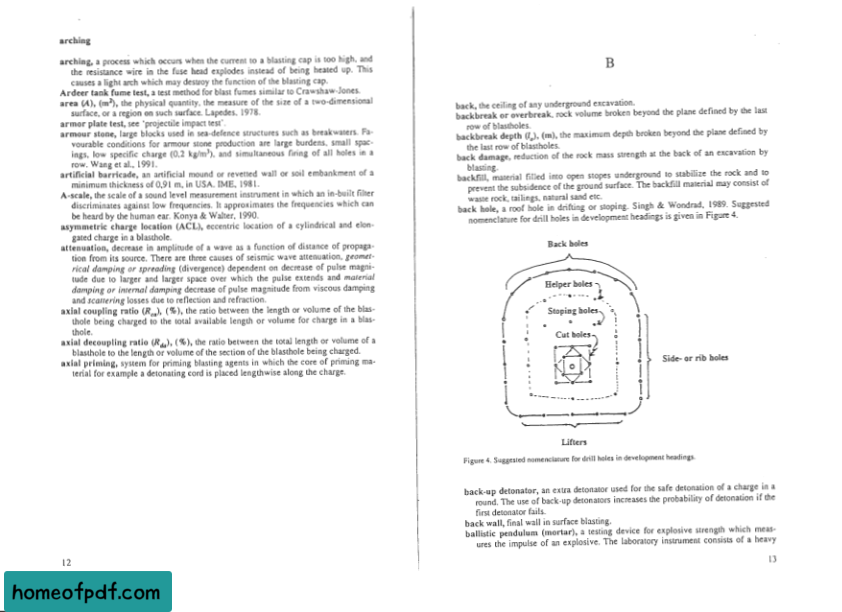 arching
arching, a process which occurs when the current to a blasting cap is too high, and
the resistance wire in the fuse head explodes instead of being heated up. This
causes a light arch which may destroy the function of the blasting cap.
Ardeer tank fume test, a test method for blast fumes similar to Crawshaw-Jones.
area (A), (m²), the physical quantity, the measure of the size of a two-dimensional
surface, or a region on such surface. Lapedes, 1978.
armor plate test, see 'projectile impact test'.
armour stone, large blocks used in sea-defence structures such as breakwaters. Fa-
vourable conditions for armour stone production are large burdens, small spac-
ings, low specific charge (0,2 kg/m³), and simultaneous firing of all holes in a
row. Wang et al., 1991.
artificial barricade, an artificial mound or revetted wall or soil embankment of a
minimum thickness of 0,91 m, in USA. IME, 1981.
A-scale, the scale of a sound level measurement instrument in which an in-built filter
discriminates against low frequencies. It approximates the frequencies which can
be heard by the human ear. Konya & Walter, 1990.
asymmetric charge location (ACL), eccentric location of a cylindrical and elon-
gated charge in a blasthole.
attenuation, decrease in amplitude of a wave as a function of distance of propaga-
tion from its source. There are three causes of seismic wave attenuation, geomet-
rical damping or spreading (divergence) dependent on decrease of pulse magni-
tude due to larger and larger space over which the pulse extends and material
damping or internal damping decrease of pulse magnitude from viscous damping
and scattering losses due to reflection and refraction.
axial coupling ratio (R), (%), the ratio between the length or volume of the blas-
thole being charged to the total available length or volume for charge in a blas-
thole.
axial decoupling ratio (R), (%), the ratio between the total length or volume of a
blasthole to the length or volume of the section of the blasthole being charged.
axial priming, system for priming blasting agents in which the core of priming ma-
terial for example a detonating cord is placed lengthwise along the charge.
12
B
back, the ceiling of any underground excavation.
backbreak or overbreak, rock volume broken beyond the plane defined by the last
row of blastholes.
backbreak depth (l), (m), the maximum depth broken beyond the plane defined by
the last row of blastholes.
back damage, reduction of the rock mass strength at the back of an excavation by
blasting.
backfill, material filled into open stopes underground to stabilize the rock and to
prevent the subsidence of the ground surface. The backfill material may consist of
waste rock, tailings, natural sand etc.
back hole, a roof hole in drifting or stoping. Singh & Wondrad, 1989. Suggested
nomenclature for drill holes in development headings is given in Figure 4.
Back holes
Helper holes
Stoping holes
Cut holes
Side- or rib holes
Lifters
Figure 4. Suggested nomenclature for drill holes in development headings.
back-up detonator, an extra detonator used for the safe detonation of a charge in a
round. The use of back-up detonators increases the probability of detonation if the
first detonator fails.
back wall, final wall in surface blasting.
ballistic pendulum (mortar), a testing device for explosive strength which meas-
ures the impulse of an explosive. The laboratory instrument consists of a heavy
13
homeofpdf.com